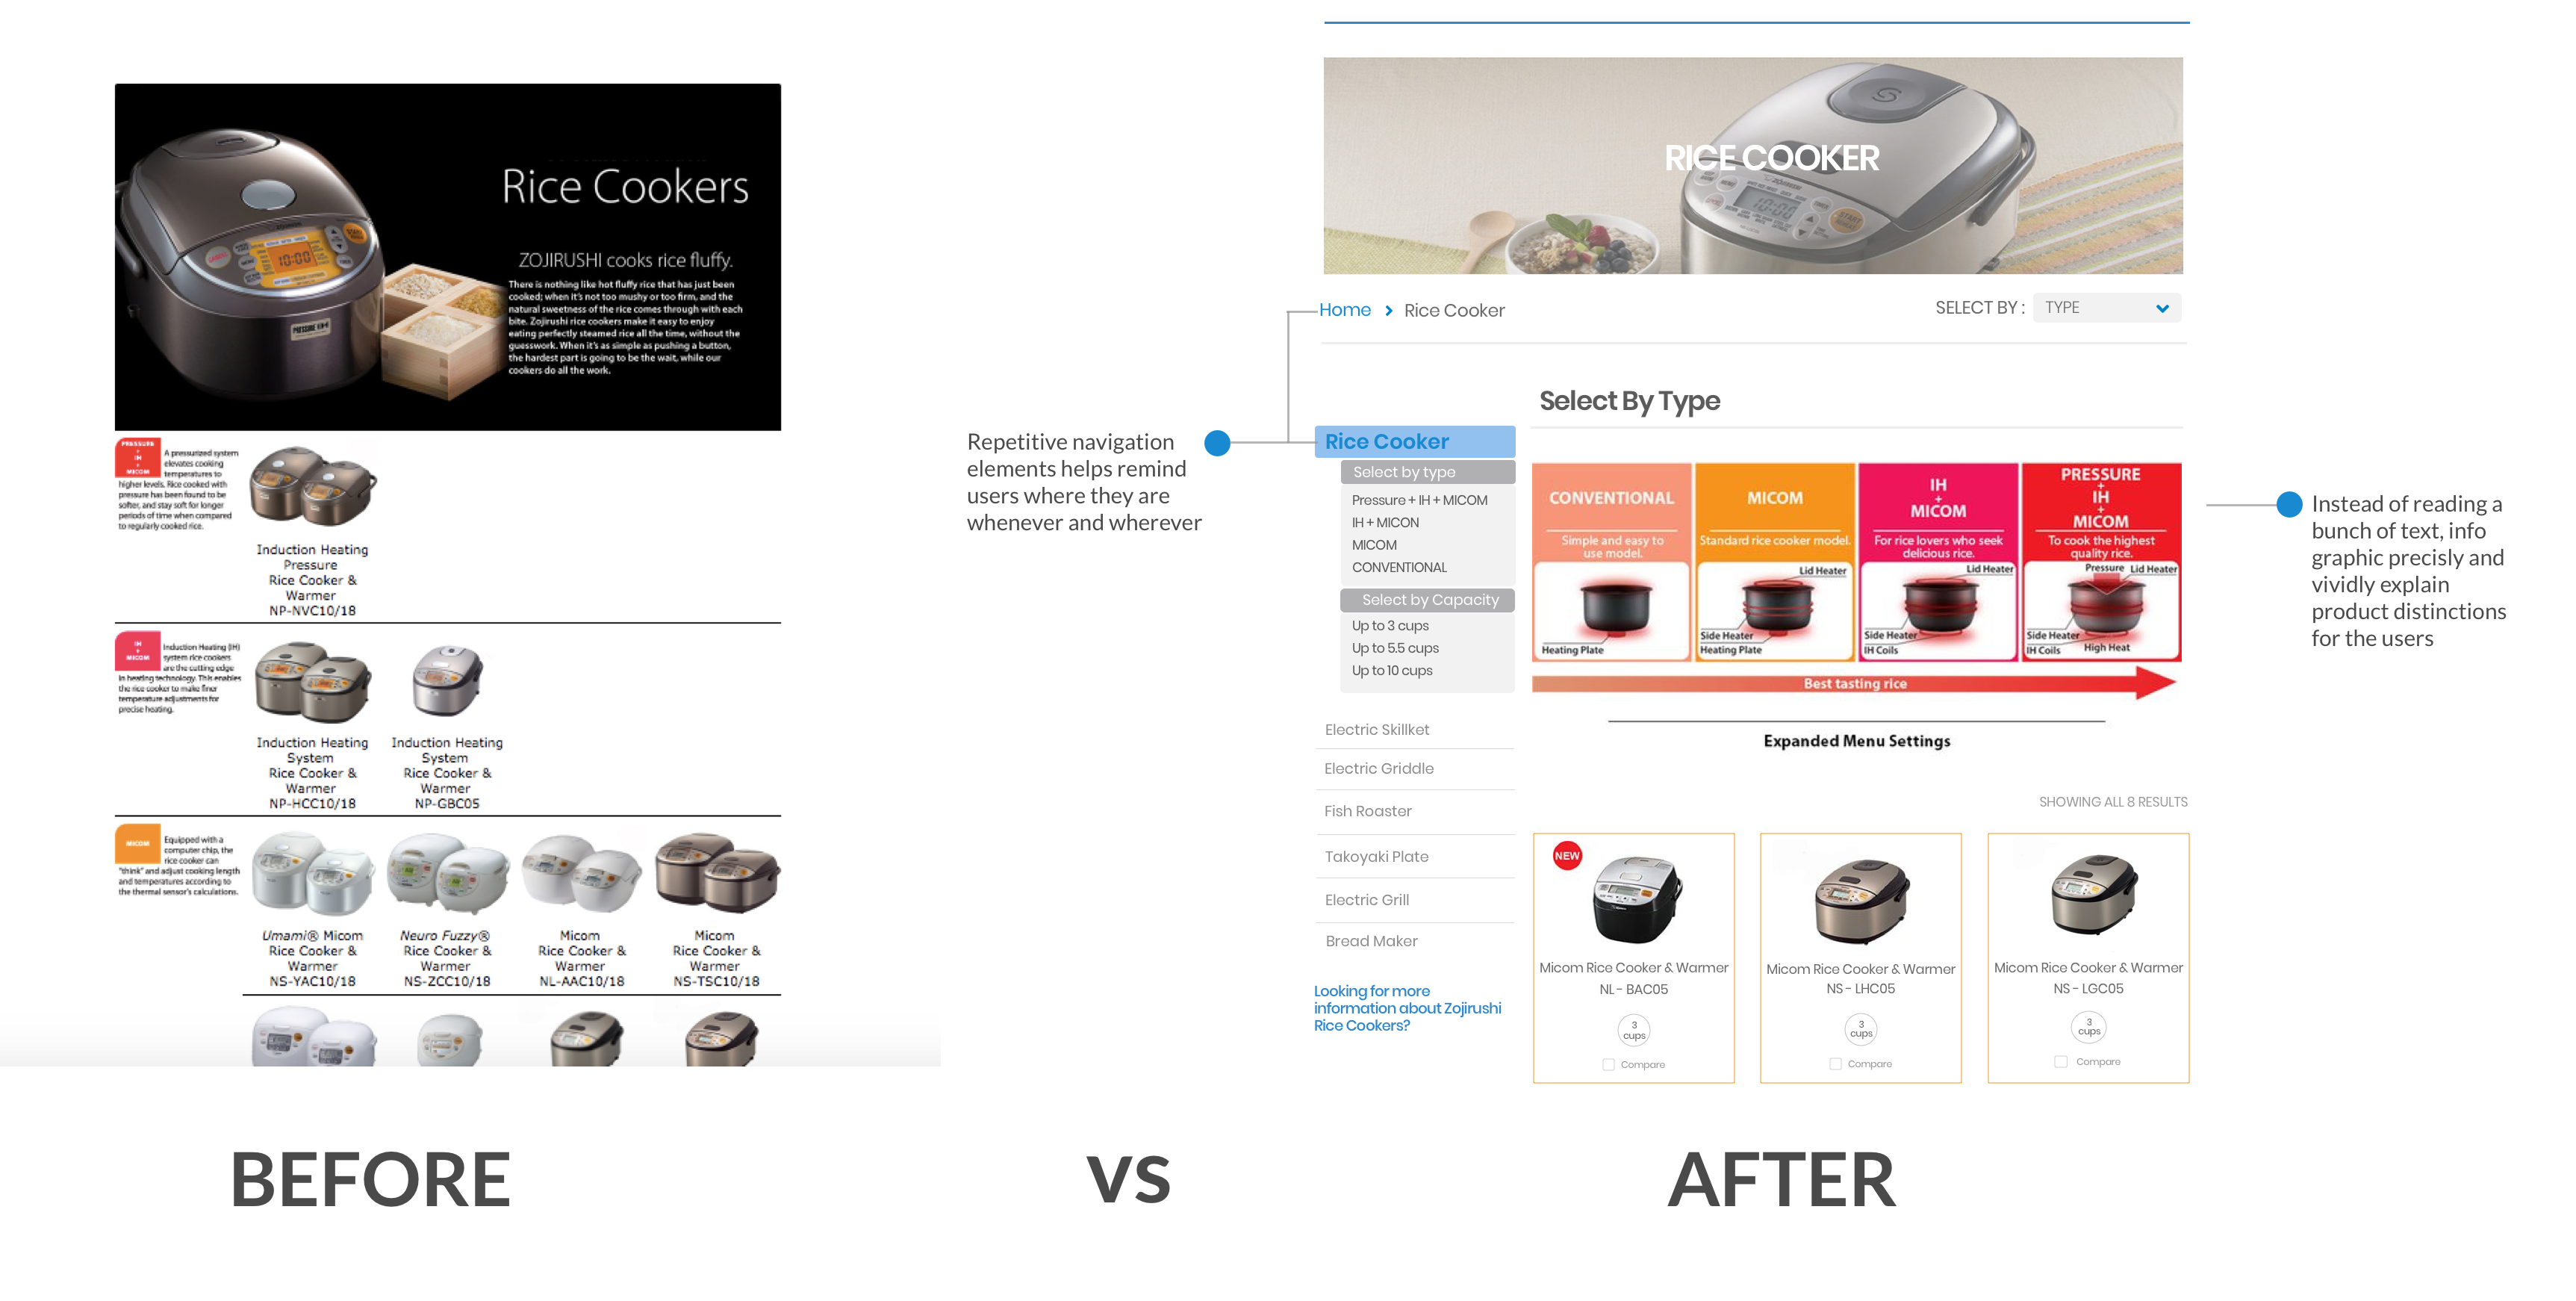 Rice Cookers
ZOJIRUSHI cooks rice fluffy.
There is nothing like hot fluffy rice that has just been
cooked; when it's not too mushy or too firm, and the
natural sweetness of the rice comes through with each
bite. Zojirushi rice cookers make it easy to enjoy
eating perfectly steamed rice all the time, without the
guesswork. When it's as simple as pushing a button,
the hardest part is going to be the wait, while our
cookers do all the work.
10:00
PRESSURE
+
IH
+
MICOM
A pressurized system
elevates cooking
temperatures to
higher levels. Rice cooked with
pressure has been found to be
softer, and stay soft for longer
periods of time when compared
to regularly cooked rice.
Induction Heating
Pressure
Rice Cooker &
Warmer
NP-NVC10/18
IH
+
MICOM
Induction Heating (IH)
system rice cookers
are the cutting edge
in heating technology. This enables
the rice cooker to make finer
temperature adjustments for
precise heating.
Induction Heating
System
Rice Cooker &
Warmer
NP-HCC10/18
Induction Heating
System
Rice Cooker &
Warmer
NP-GBC05
MICOM
Equipped with a
computer chip, the
rice cooker can
"think" and adjust cooking length
and temperatures according to
the thermal sensor's calculations.
Umami® Micom
Rice Cooker &
Warmer
NS-YAC10/18
Neuro Fuzzy®
Rice Cooker &
Warmer
NS-ZCC10/18
Micom
Rice Cooker &
Warmer
NL-AAC10/18
Micom
Rice Cooker &
Warmer
NS-TSC10/18
BEFORE
VS
Repetitive navigation
elements helps remind
users where they are
whenever and wherever
RICE COOKER
10:00
Home > Rice Cooker
SELECT BY : TYPE
Rice Cooker
Select by type
Pressure + IH + MICOM
IH + MICON
MICOM
CONVENTIONAL
Select by Capacity
Up to 3 cups
Up to 5.5 cups
Up to 10 cups
Electric Skillket
Electric Griddle
Fish Roaster
Takoyaki Plate
Electric Grill
Bread Maker
Looking for more
information about Zojirushi
Rice Cookers?
Select By Type
CONVENTIONAL
Simple and easy to
use model.
Heating Plate
MICOM
Standard rice cooker model.
Lid Heater
Side Heater
Heating Plate
IH
+
MICOM
For rice lovers who seek
delicious rice.
Lid Heater
Side Heater
IH Coils
PRESSURE
+
IH
+
MICOM
To cook the highest
quality rice.
Pressure Lid Heater
Side Heater
IH Coils High Heat
Best tasting rice
Expanded Menu Settings
SHOWING ALL 8 RESULTS
NEW
Micom Rice Cooker & Warmer
NL - BAC05
3
cups
Compare
Micom Rice Cooker & Warmer
NS - LHC05
3
cups
Compare
Micom Rice Cooker & Warmer
NS - LGC05
3
cups
Compare
Instead of reading a
bunch of text, info
graphic precisely and
vividly explain
product distinctions
for the users
AFTER